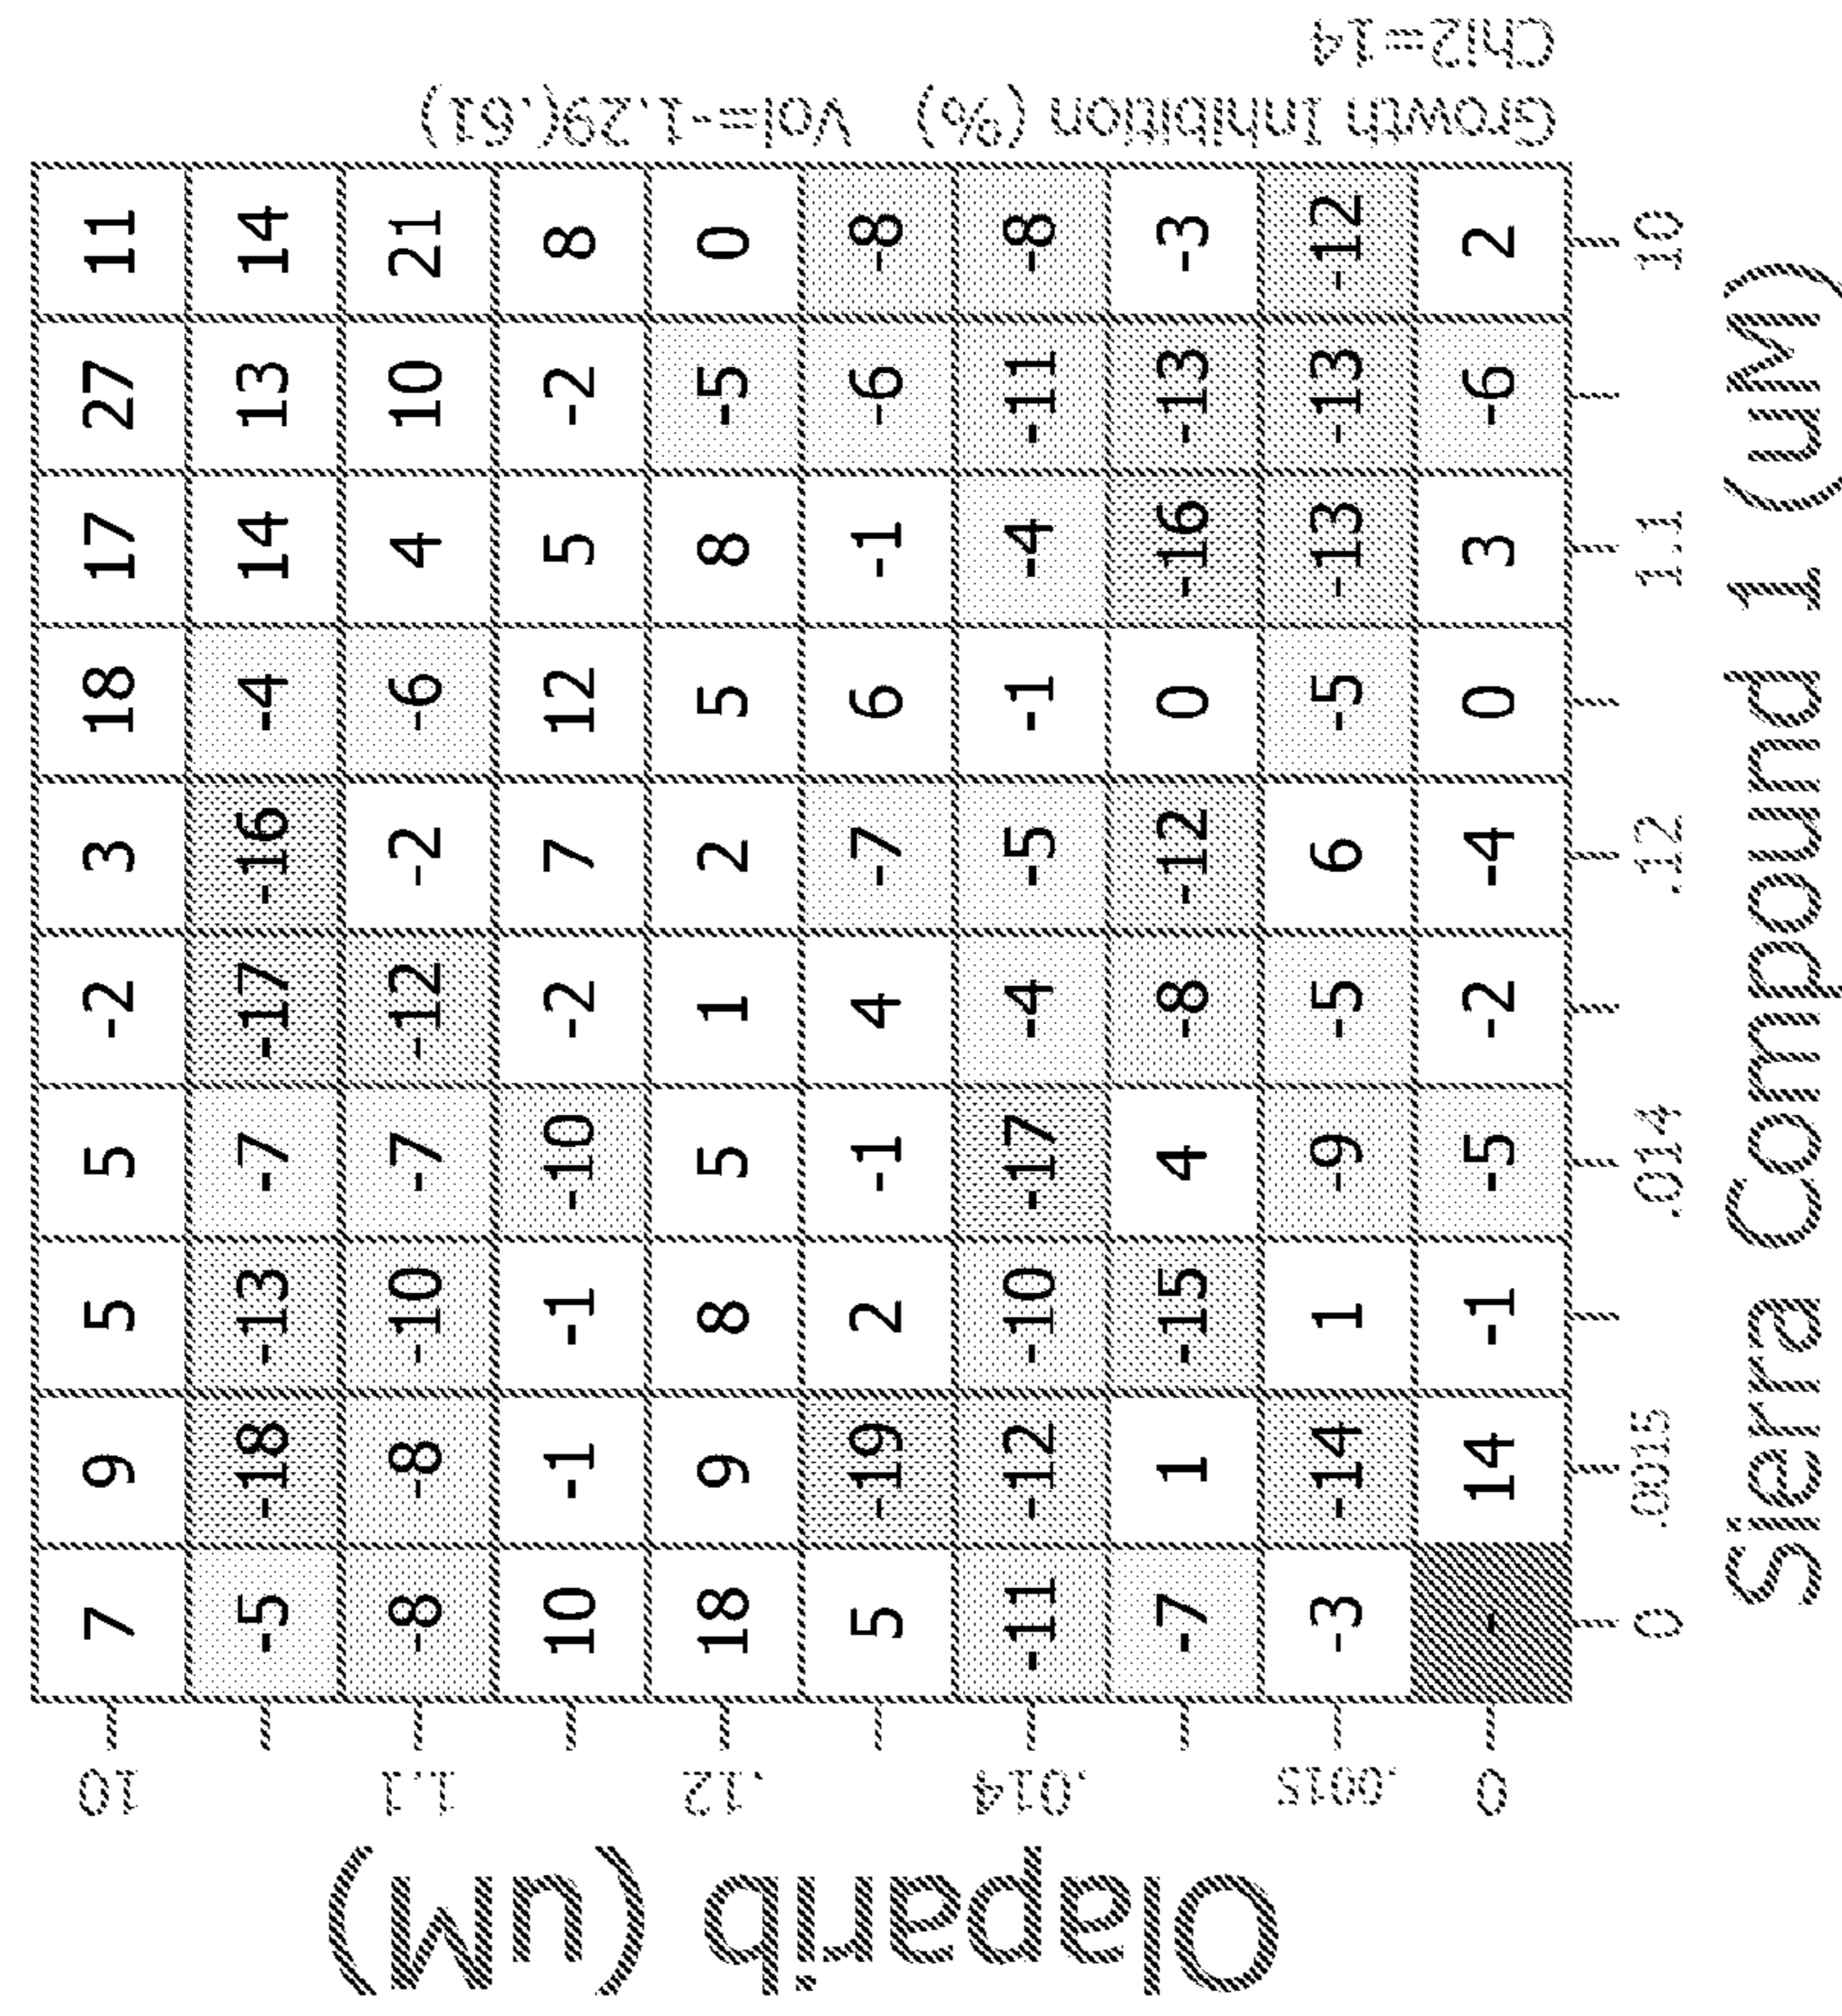 Olaparib (uM)
10 7 9 5 5 -2 3 18 17 27 11
-5 -18 -13 -7 -17 -16 -4 14 13 14
1.1 -8 -8 -10 -7 -12 -2 -6 4 10 21
10 -1 -1 -10 -2 7 12 5 -2 8
.12 18 9 8 5 1 2 5 8 -5 0
5 -19 2 -1 4 -7 6 -1 -6 -8
.014 -11 -12 -10 -17 -4 -5 -1 -4 -11 -8
-7 1 -15 4 -8 -12 0 -16 -13 -3
.0015 -3 -14 1 -9 -5 6 -5 -13 -13 -12
0 - 14 -1 -5 -2 -4 0 3 -6 2
0 .0015 .014 .12 1.1 10
Sierra Compound 1 (uM)
Growth Inhibition (%) Vol=-1.29(.61)
Chi2=14